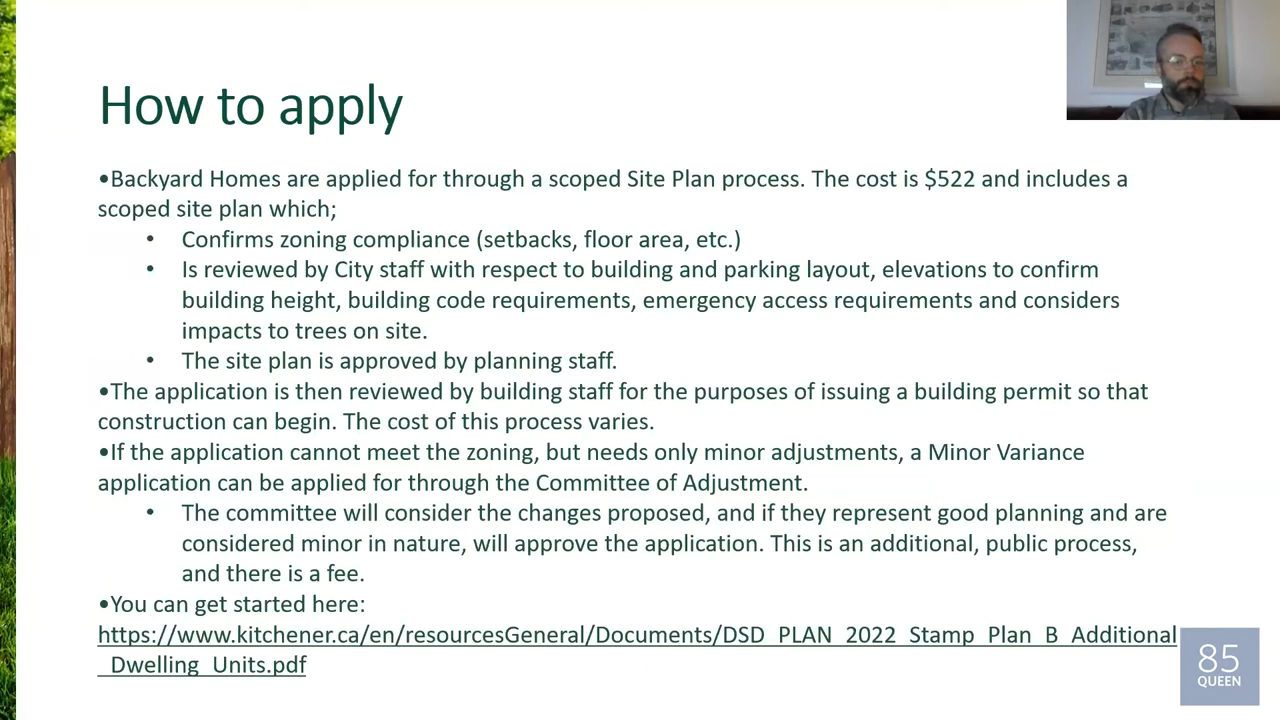 How to apply
•Backyard Homes are applied for through a scoped Site Plan process. The cost is $522 and includes a
scoped site plan which;
• Confirms zoning compliance (setbacks, floor area, etc.)
• Is reviewed by City staff with respect to building and parking layout, elevations to confirm
building height, building code requirements, emergency access requirements and considers
impacts to trees on site.
• The site plan is approved by planning staff.
•The application is then reviewed by building staff for the purposes of issuing a building permit so that
construction can begin. The cost of this process varies.
•If the application cannot meet the zoning, but needs only minor adjustments, a Minor Variance
application can be applied for through the Committee of Adjustment.
• The committee will consider the changes proposed, and if they represent good planning and are
considered minor in nature, will approve the application. This is an additional, public process,
and there is a fee.
•You can get started here:
https://www.kitchener.ca/en/resourcesGeneral/Documents/DSD_PLAN_2022_Stamp_Plan_B_Additional
_Dwelling_Units.pdf
85
QUEEN